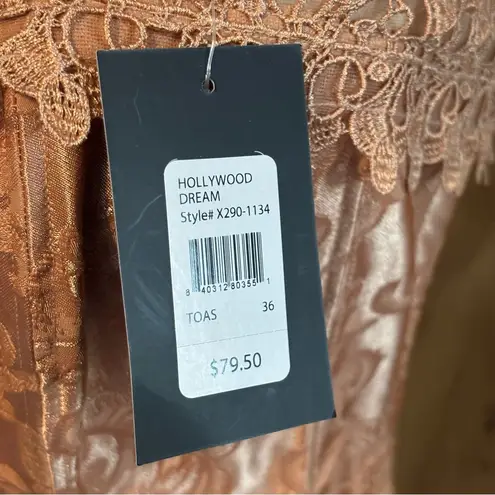 HOLLYWOOD
DREAM
Style# X290-1134
8 40312 80355 1
TOAS 36
$79.50